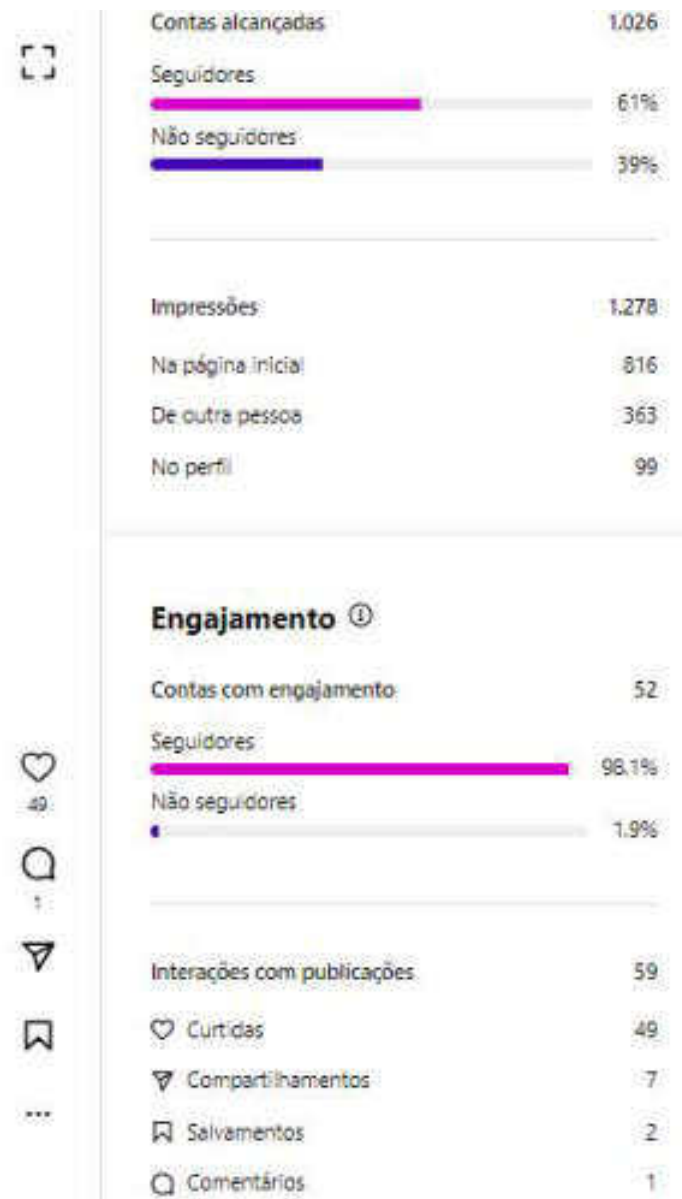 Contas alcançadas 1.026
Seguidores
61%
Não seguidores
39%
Impressões 1.278
Na página inicial 816
De outra pessoa 363
No perfil 99
Engajamento
Contas com engajamento 52
Seguidores
98.1%
Não seguidores
1.9%
49
1
Interações com publicações 59
Curtidas 49
Compartilhamentos 7
Salvamentos 2
Comentários 1